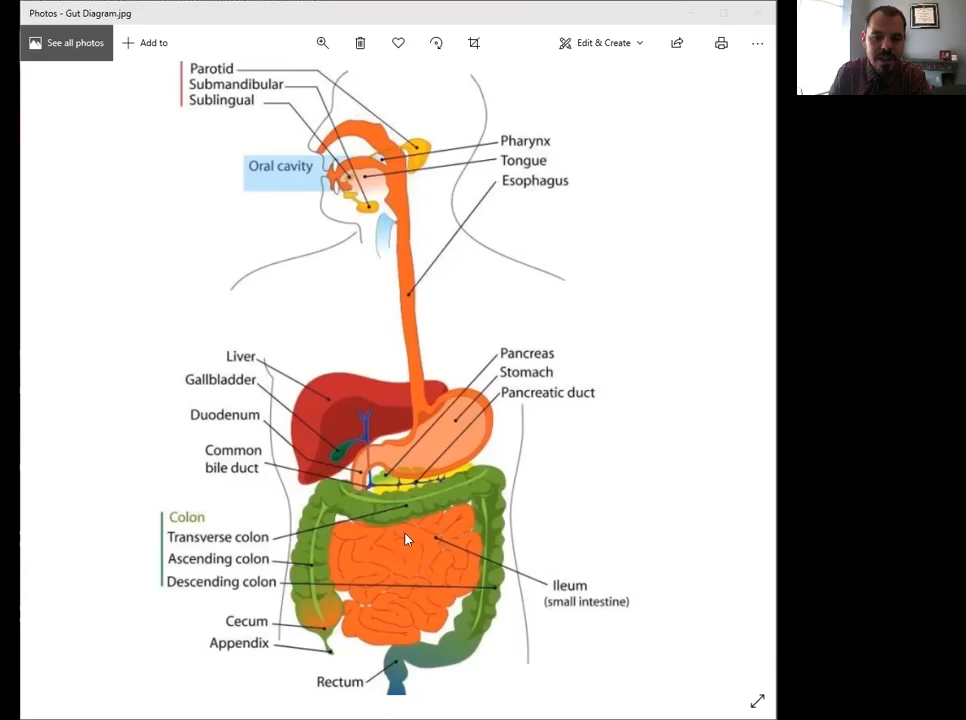 Photos - Gut Diagram.jpg
See all photos
Add to
Edit & Create
Parotid
Submandibular
Sublingual
Oral cavity
Pharynx
Tongue
Esophagus
Liver
Gallbladder
Duodenum
Common
bile duct
Pancreas
Stomach
Pancreatic duct
Colon
Transverse colon
Ascending colon
Descending colon
Cecum
Appendix
Rectum
Ileum
(small intestine)